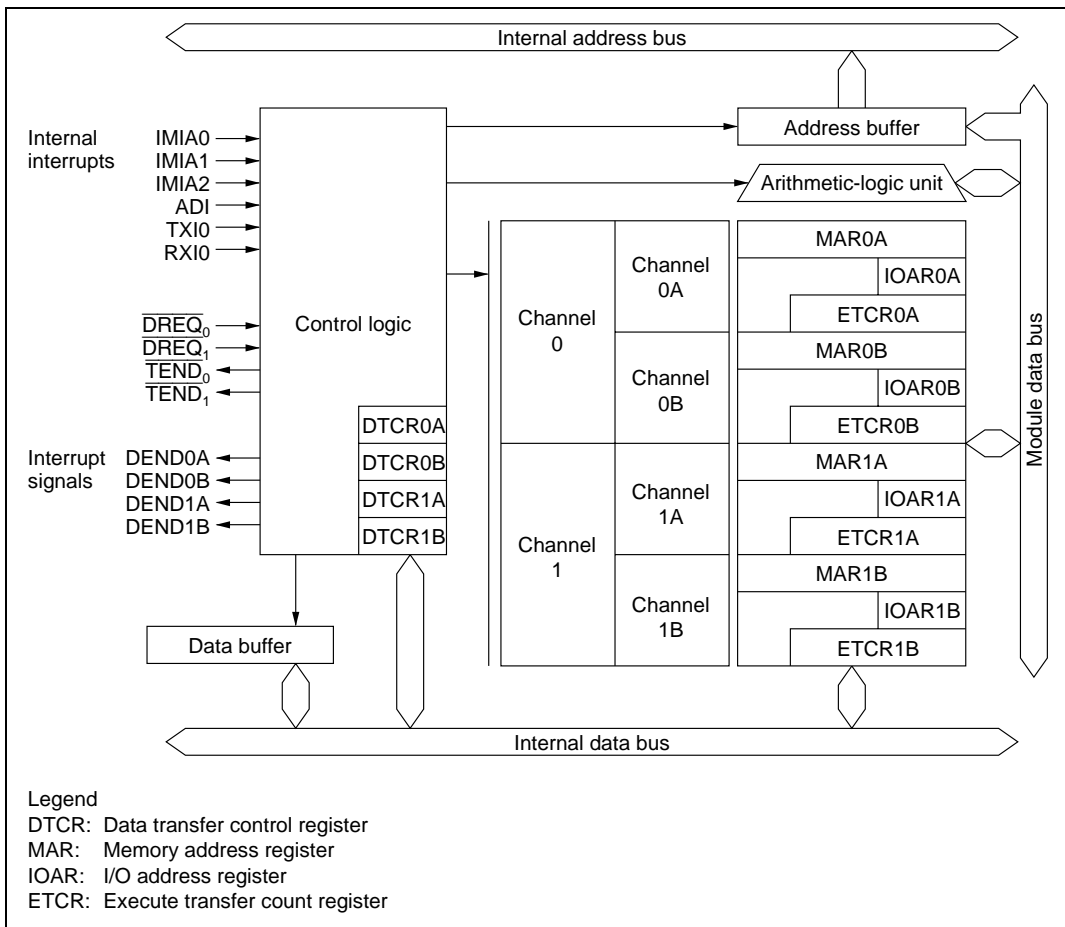 Internal address bus
Internal
interrupts
IMIA0
IMIA1
IMIA2
ADI
TXI0
RXI0
DREQ0
DREQ1
TEND0
TEND1
Interrupt
signals
DEND0A
DEND0B
DEND1A
DEND1B
Control logic
DTCR0A
DTCR0B
DTCR1A
DTCR1B
Data buffer
Address buffer
Arithmetic-logic unit
Channel
0
Channel
0A
Channel
0B
Channel
1
Channel
1A
Channel
1B
MAR0A
IOAR0A
ETCR0A
MAR0B
IOAR0B
ETCR0B
MAR1A
IOAR1A
ETCR1A
MAR1B
IOAR1B
ETCR1B
Module data bus
Internal data bus
Legend
DTCR: Data transfer control register
MAR: Memory address register
IOAR: I/O address register
ETCR: Execute transfer count register